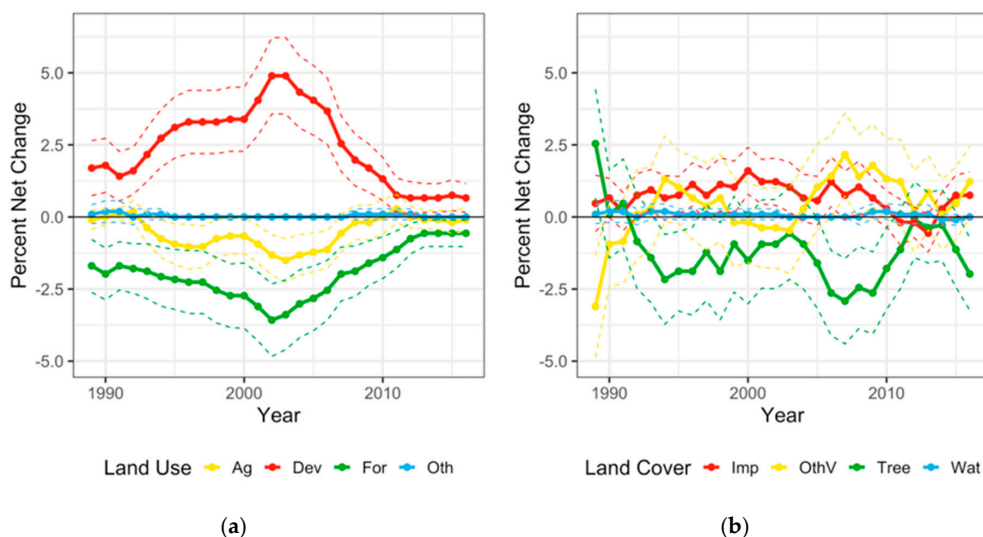 5.0
2.5
0.0
-2.5
-5.0
Percent Net Change
1990
2000
2010
Year
Land Use Ag Dev For Oth
(a)
5.0
2.5
0.0
-2.5
-5.0
Percent Net Change
1990
2000
2010
Year
Land Cover Imp OthV Tree Wat
(b)